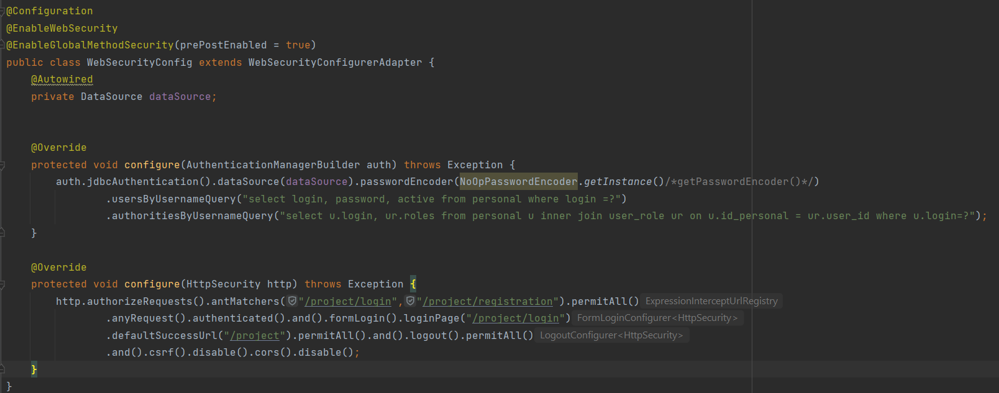 @Configuration
@EnableWebSecurity
@EnableGlobalMethodSecurity(prePostEnabled = true)
public class WebSecurityConfig extends WebSecurityConfigurerAdapter {
    @Autowired
    private DataSource dataSource;
    @Override
    protected void configure(AuthenticationManagerBuilder auth) throws Exception {
        auth.jdbcAuthentication().dataSource(dataSource).passwordEncoder(NoOpPasswordEncoder.getInstance()/*getPasswordEncoder()*/)
                .usersByUsernameQuery("select login, password, active from personal where login =?")
                .authoritiesByUsernameQuery("select u.login, ur.roles from personal u inner join user_role ur on u.id_personal = ur.user_id where u.login=?");
    }
    @Override
    protected void configure(HttpSecurity http) throws Exception {
        http.authorizeRequests().antMatchers("/project/login","/project/registration").permitAll() ExpressionInterceptUrlRegistry
                .anyRequest().authenticated().and().formLogin().loginPage("/project/login") FormLoginConfigurer<HttpSecurity>
                .defaultSuccessUrl("/project").permitAll().and().logout().permitAll() LogoutConfigurer<HttpSecurity>
                .and().csrf().disable().cors().disable();
    }
}